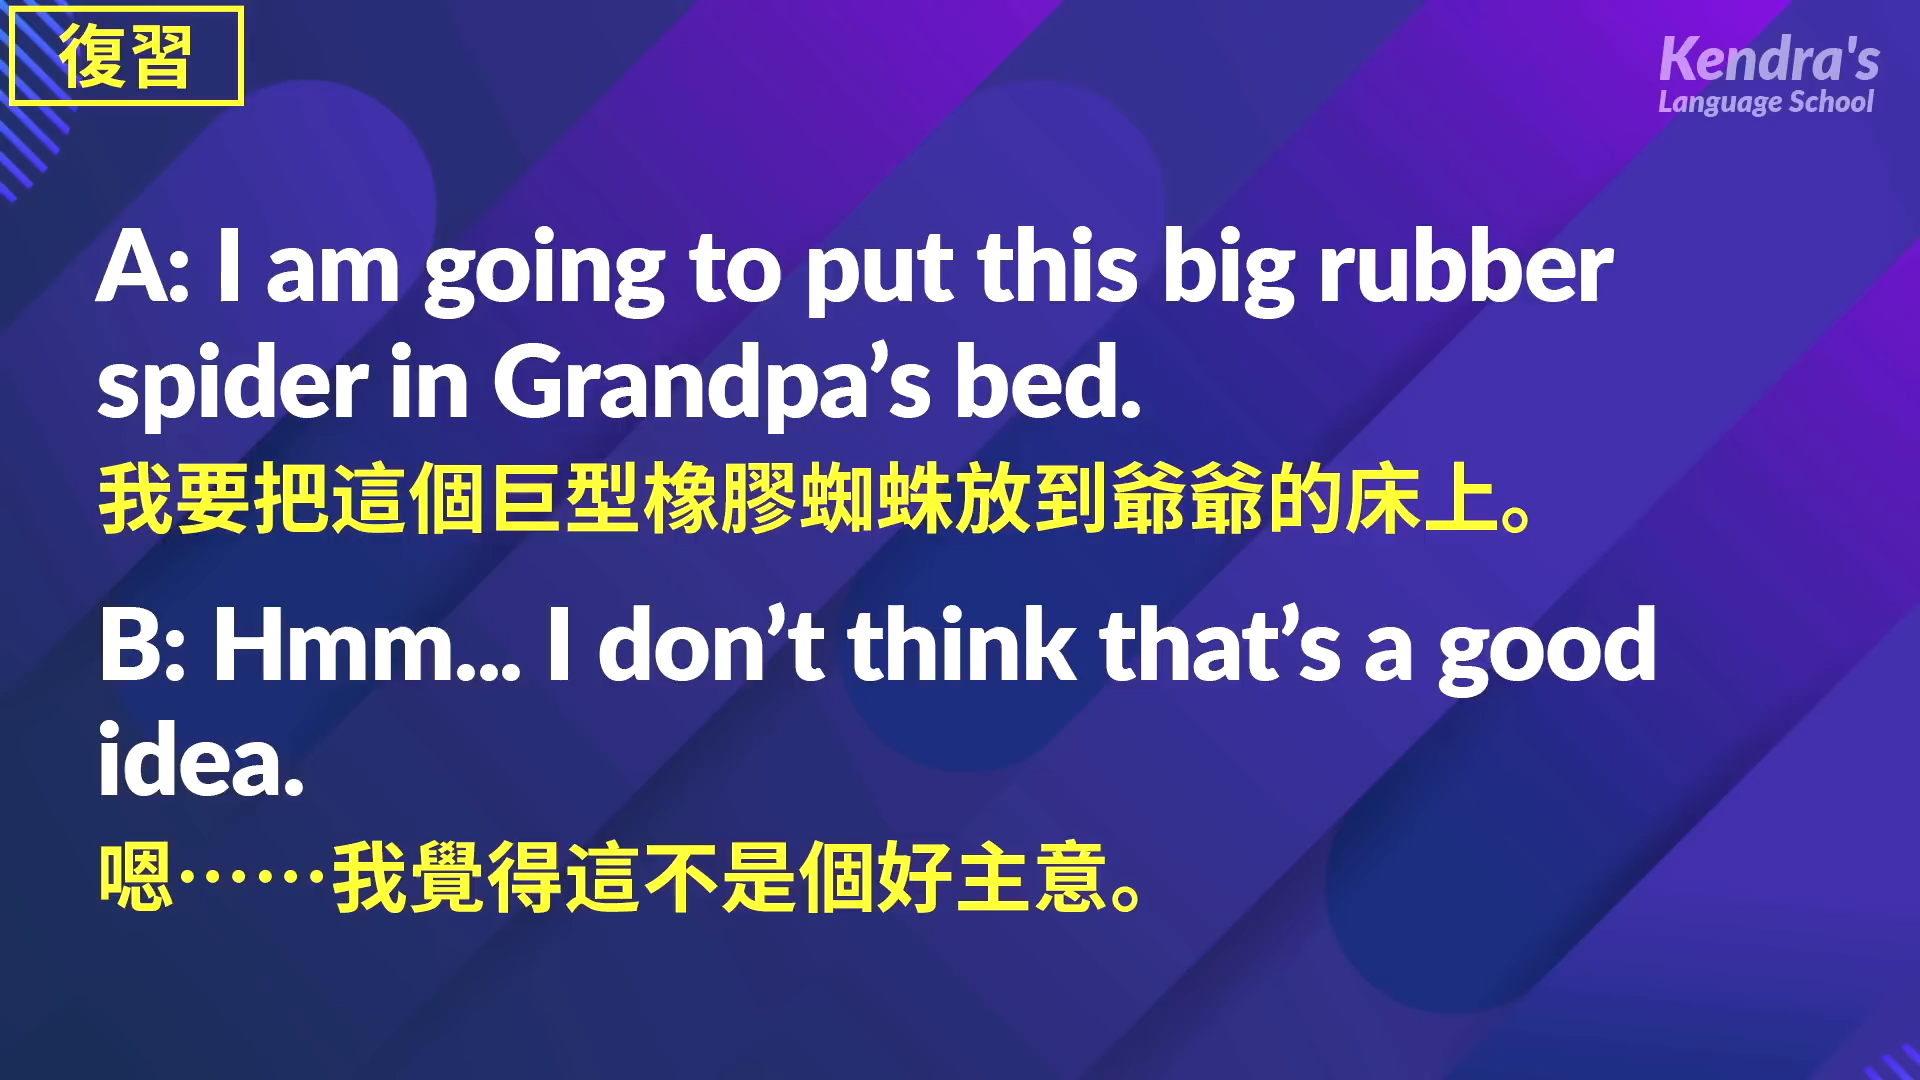 復習
Kendra's
Language School
A: I am going to put this big rubber
spider in Grandpa’s bed.
我要把這個巨型橡膠蜘蛛放到爺爺的床上。
B: Hmm... I don’t think that’s a good
idea.
嗯⋯⋯我覺得這不是個好主意。